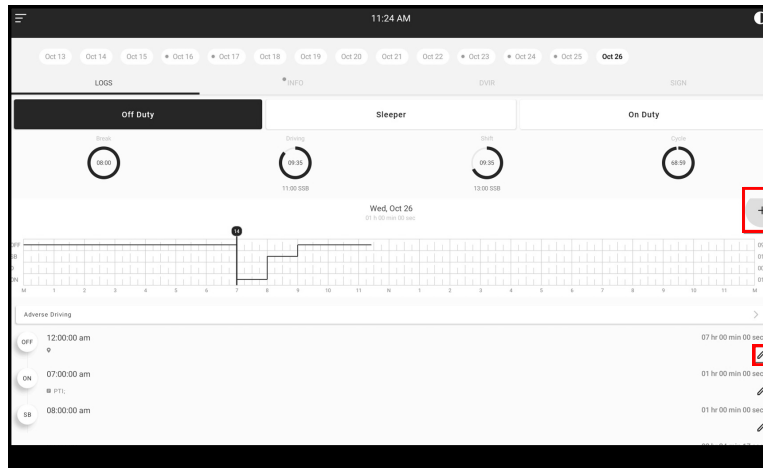 11:24 AM
Oct 13 Oct 14 Oct 15 Oct 16 Oct 17 Oct 18 Oct 19 Oct 20 Oct 21 Oct 22 Oct 23 Oct 24 Oct 25 Oct 26
LOGS INFO DVIR SIGN
Off Duty Sleeper On Duty
Break Driving Shift Cycle
08:00 09:35 09:35 68:59
11:00 SSB 13:00 SSB
Wed, Oct 26
01 h 00 min 00 sec
14
M 1 2 3 4 5 6 7 8 9 10 11 N 1 2 3 4 5 6 7 8 9 10 11 M
Adverse Driving
OFF 12:00:00 am 07 hr 00 min 00 sec
ON 07:00:00 am 01 hr 00 min 00 sec
PTI;
SB 08:00:00 am 01 hr 00 min 00 sec